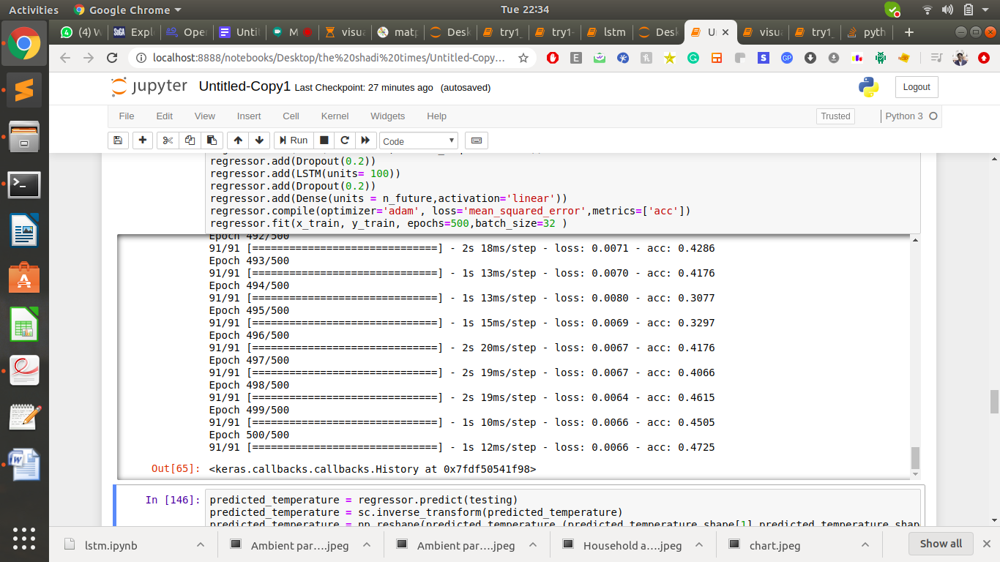 Activities Google Chrome Tue 22:34
(4) W Expl Oper Unti M visua matp Desk try1_ try1- lstm Desk U visua try1_ pyth
localhost:8888/notebooks/Desktop/the%20shadi%20times/Untitled-Copy...
jupyter Untitled-Copy1 Last Checkpoint: 27 minutes ago (autosaved) Logout
File Edit View Insert Cell Kernel Widgets Help Trusted Python 3
Run Code
regressor.add(Dropout(0.2))
regressor.add(LSTM(units= 100))
regressor.add(Dropout(0.2))
regressor.add(Dense(units = n_future,activation='linear'))
regressor.compile(optimizer='adam', loss='mean_squared_error',metrics=['acc'])
regressor.fit(x_train, y_train, epochs=500,batch_size=32 )
Epoch 492/500
91/91 [==============================] - 2s 18ms/step - loss: 0.0071 - acc: 0.4286
Epoch 493/500
91/91 [==============================] - 1s 13ms/step - loss: 0.0070 - acc: 0.4176
Epoch 494/500
91/91 [==============================] - 1s 13ms/step - loss: 0.0080 - acc: 0.3077
Epoch 495/500
91/91 [==============================] - 1s 15ms/step - loss: 0.0069 - acc: 0.3297
Epoch 496/500
91/91 [==============================] - 2s 20ms/step - loss: 0.0067 - acc: 0.4176
Epoch 497/500
91/91 [==============================] - 2s 19ms/step - loss: 0.0067 - acc: 0.4066
Epoch 498/500
91/91 [==============================] - 2s 19ms/step - loss: 0.0064 - acc: 0.4615
Epoch 499/500
91/91 [==============================] - 1s 10ms/step - loss: 0.0066 - acc: 0.4505
Epoch 500/500
91/91 [==============================] - 1s 12ms/step - loss: 0.0066 - acc: 0.4725
Out[65]: <keras.callbacks.callbacks.History at 0x7fdf50541f98>
In [146]: predicted_temperature = regressor.predict(testing)
predicted_temperature = sc.inverse_transform(predicted_temperature)
predicted_temperature = np.reshape(predicted_temperature,(predicted_temperature.shape[1],predicted_temperature.shap
lstm.ipynb Ambient par....jpeg Ambient par....jpeg Household a....jpeg chart.jpeg Show all